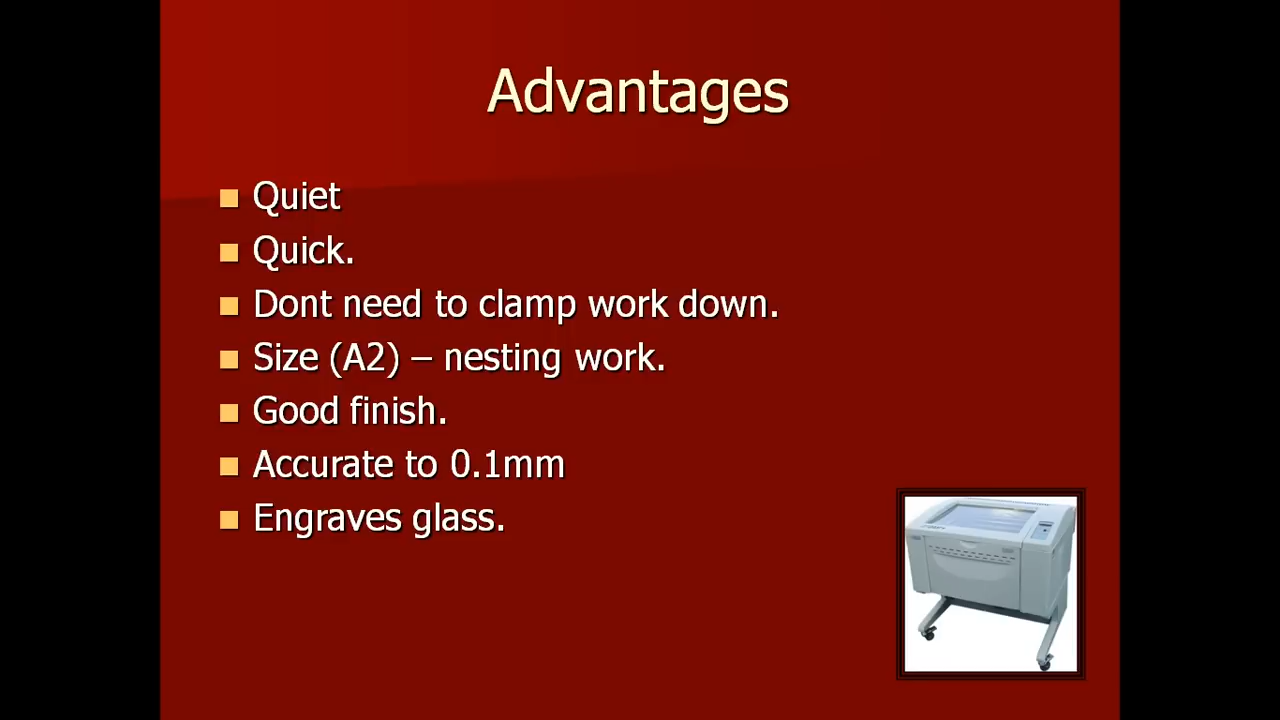 Advantages
Quiet
Quick.
Dont need to clamp work down.
Size (A2) – nesting work.
Good finish.
Accurate to 0.1mm
Engraves glass.